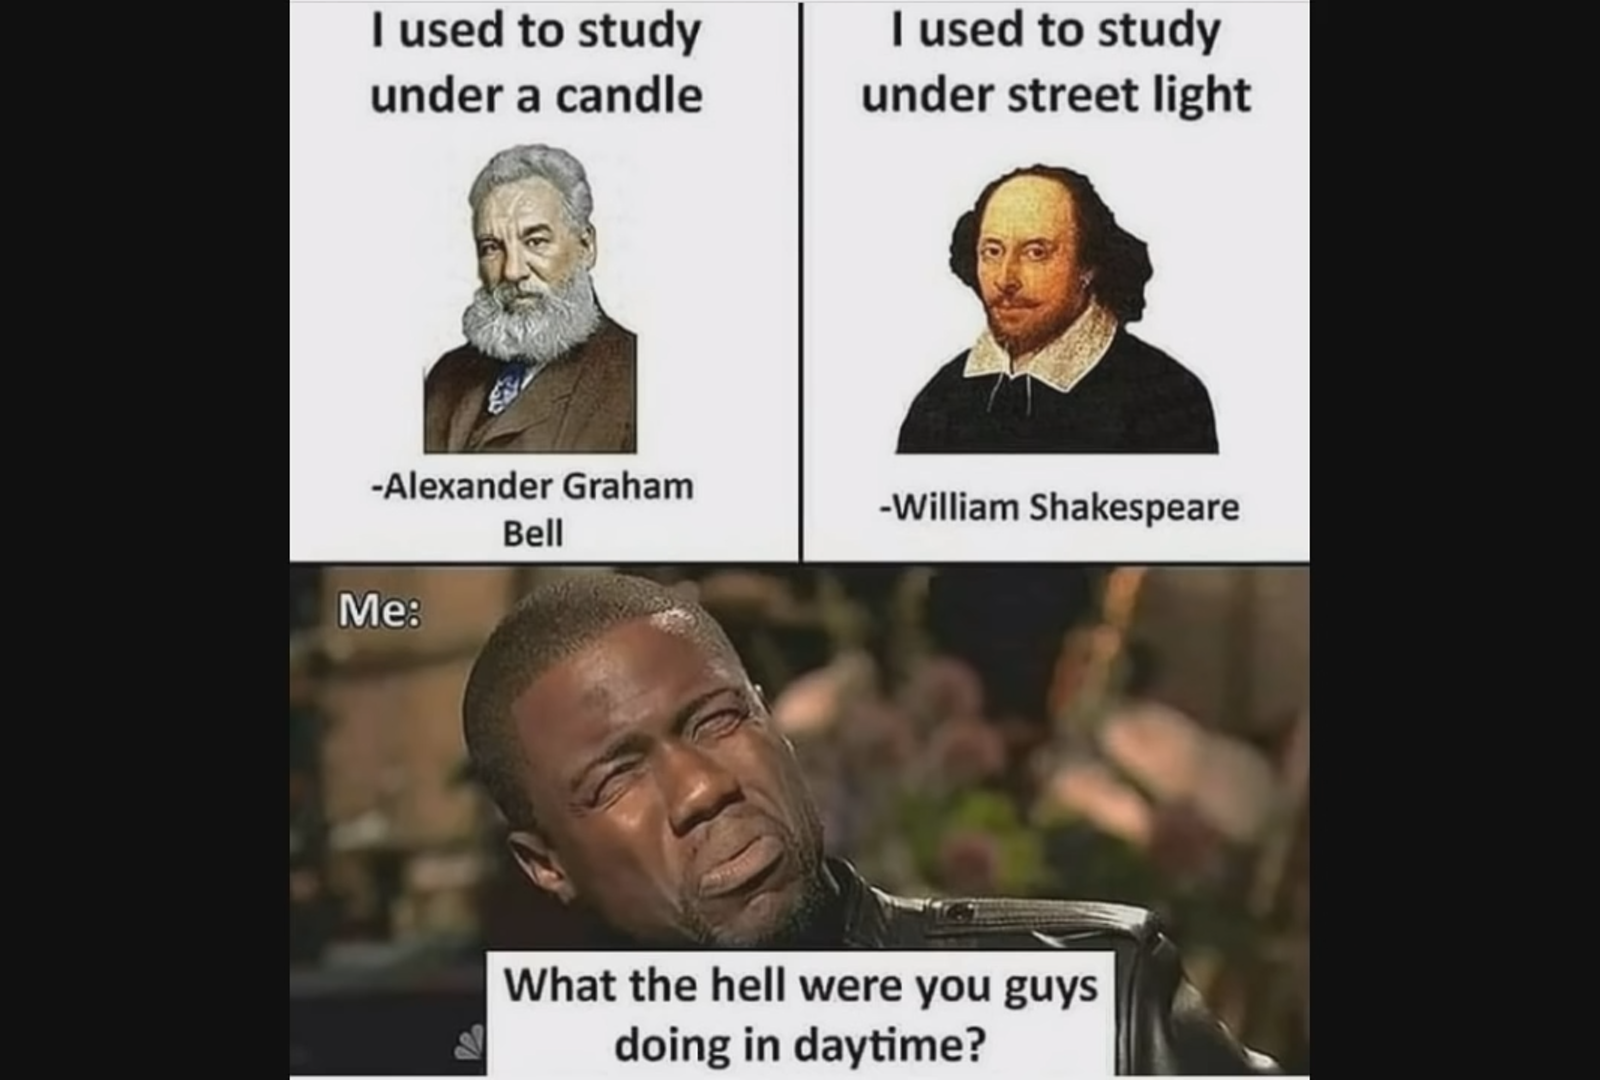 I used to study
under a candle
-Alexander Graham
Bell
I used to study
under street light
-William Shakespeare
Me:
What the hell were you guys
doing in daytime?